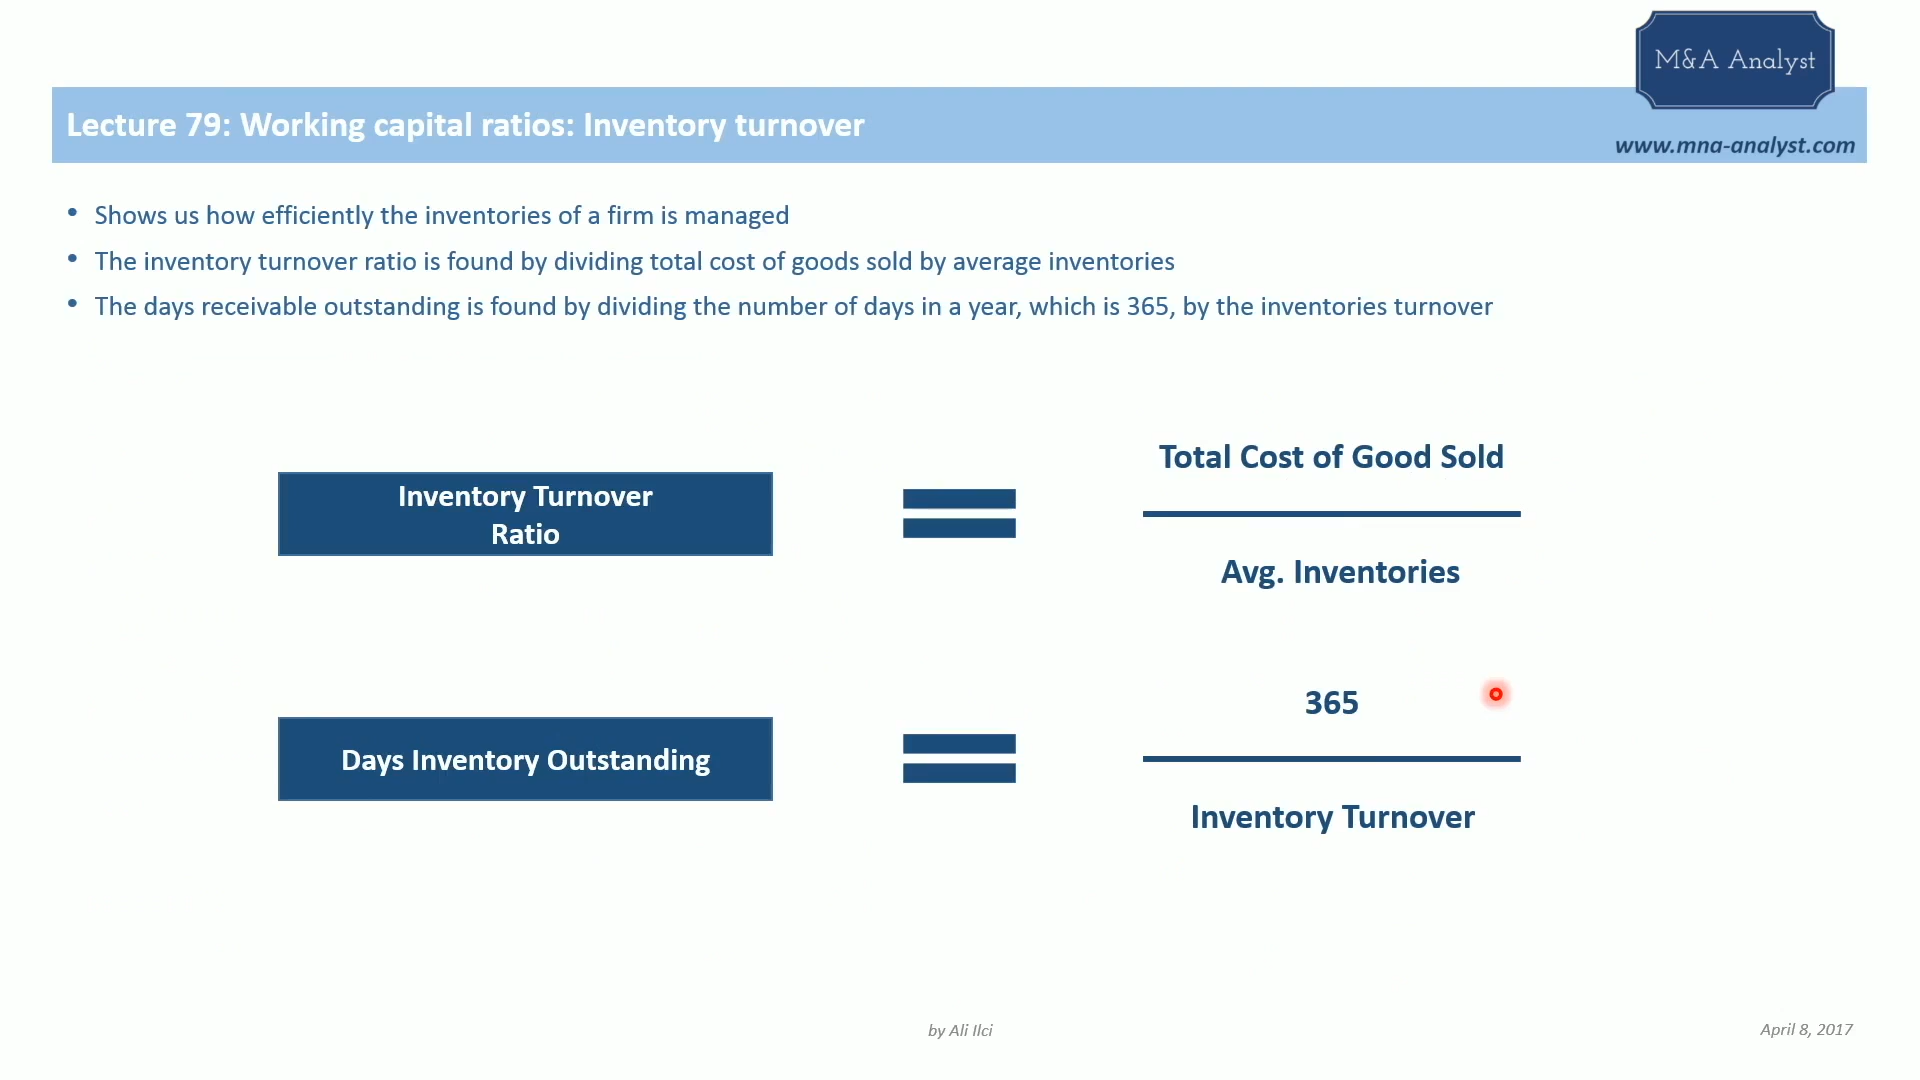 M&A Analyst
Lecture 79: Working capital ratios: Inventory turnover
www.mna-analyst.com
• Shows us how efficiently the inventories of a firm is managed
• The inventory turnover ratio is found by dividing total cost of goods sold by average inventories
• The days receivable outstanding is found by dividing the number of days in a year, which is 365, by the inventories turnover
Inventory Turnover
Ratio
Total Cost of Good Sold
Avg. Inventories
Days Inventory Outstanding
365
Inventory Turnover
by Ali Ilci
April 8, 2017